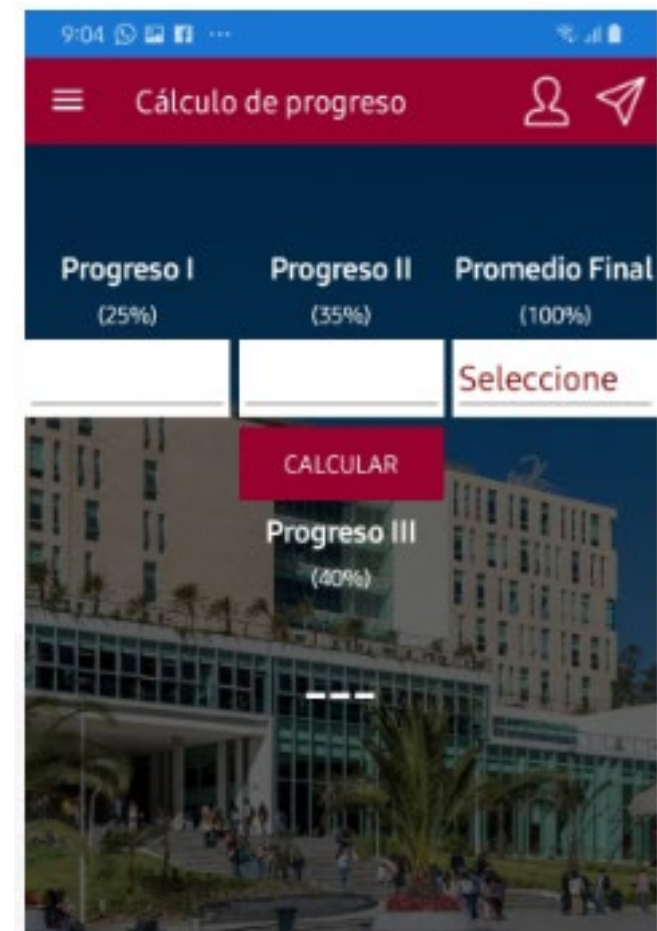 9:04
Cálculo de progreso
Progreso I
Progreso II
Promedio Final
(25%)
(35%)
(100%)
Seleccione
CALCULAR
Progreso III
(40%)
---